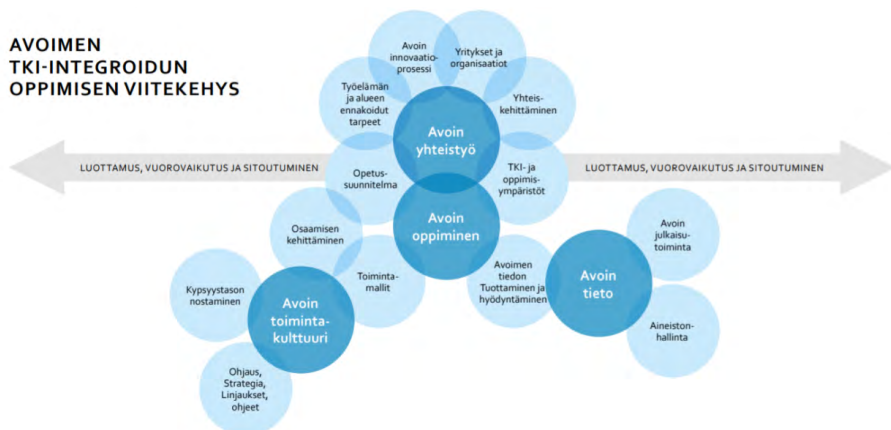 AVOIMEN
TKI-INTEGROIDUN
OPPIMISEN VIITEKEHYS
Avoin
innovaatio-
prosessi
Yritykset ja
organisaatiot
Työelämän
ja alueen
ennakoidut
tarpeet
Yhteis-
kehittäminen
Avoin
yhteistyö
LUOTTAMUS, VUOROVAIKUTUS JA SITOUTUMINEN
LUOTTAMUS, VUOROVAIKUTUS JA SITOUTUMINEN
Opetus-
suunnitelma
TKI- ja
oppimis-
ympäristöt
Avoin
oppiminen
Osaamisen
kehittäminen
Avoin
julkaisu-
toiminta
Toiminta-
mallit
Avoimen
tiedon
Tuottaminen ja
hyödyntäminen
Avoin
tieto
Kypsyystason
nostaminen
Avoin
toiminta-
kulttuuri
Aineiston-
hallinta
Ohjaus,
Strategia,
Linjaukset,
ohjeet